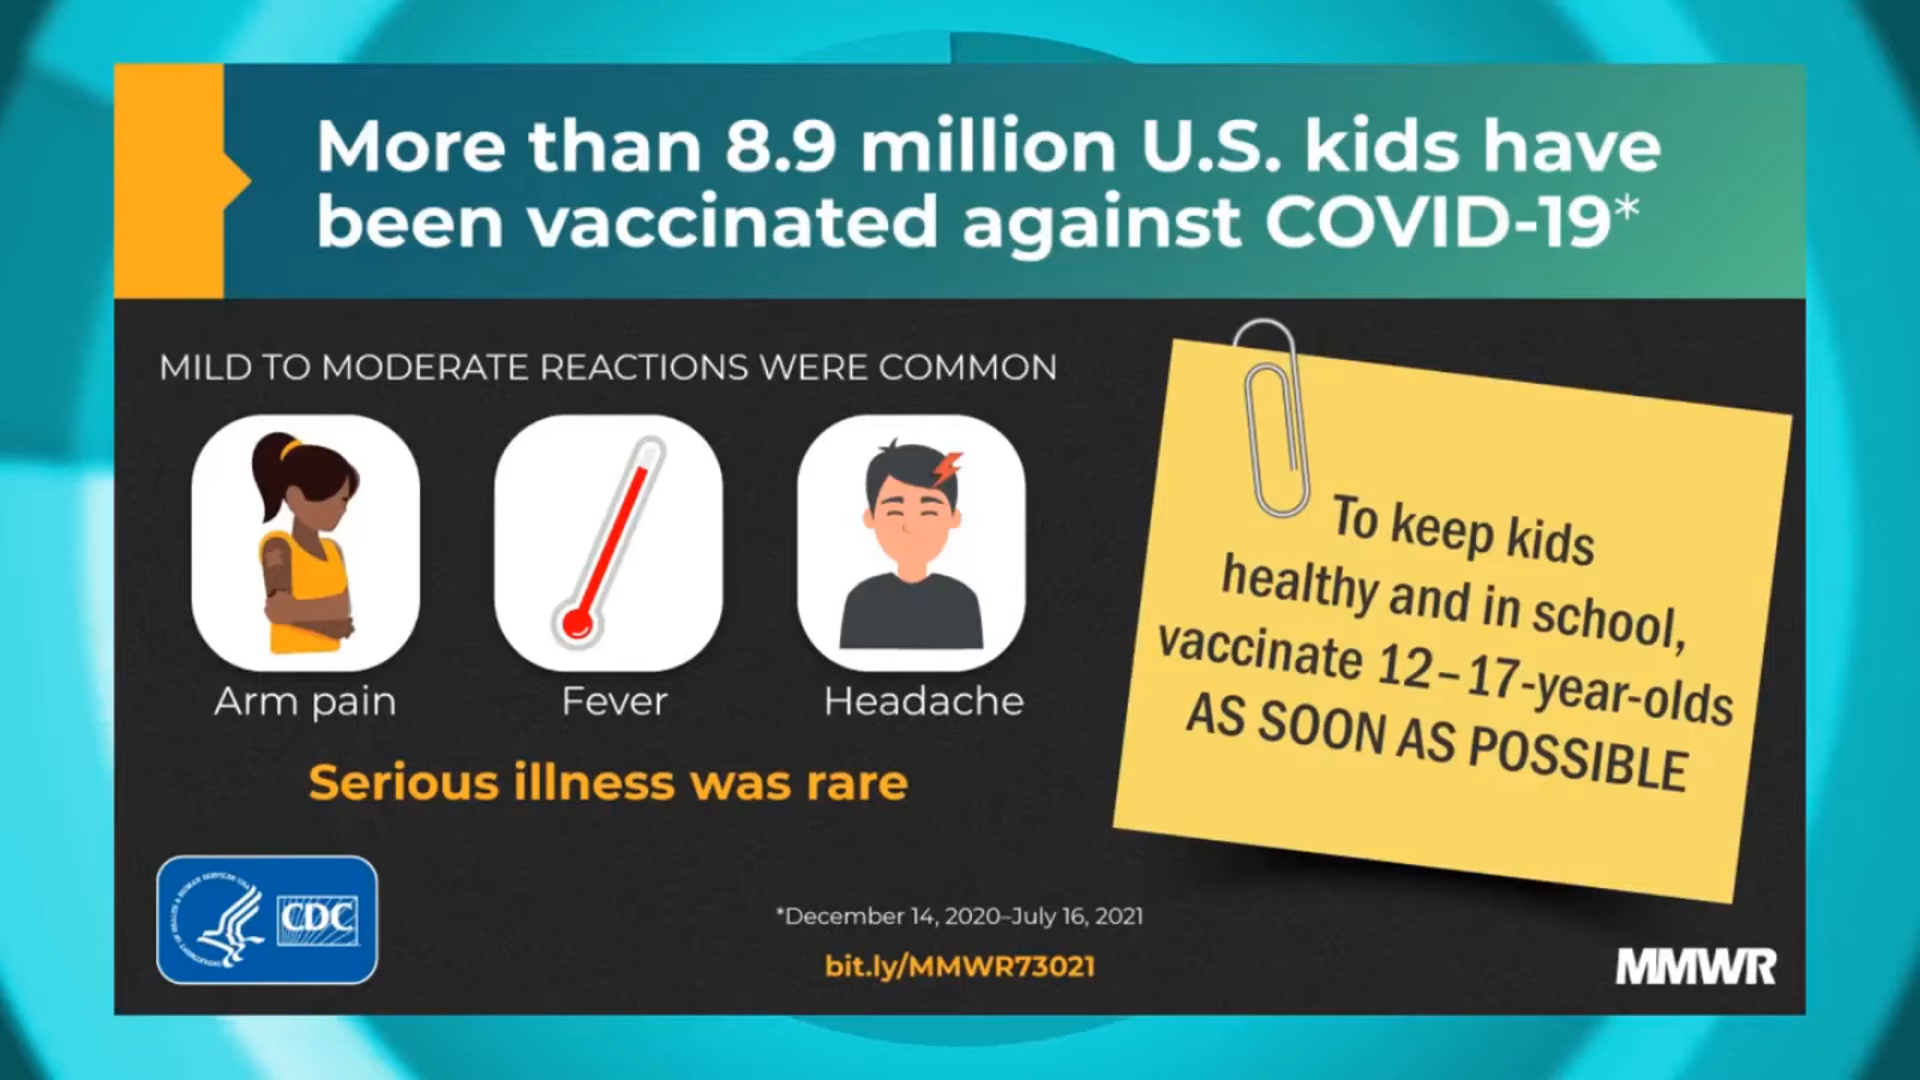 More than 8.9 million U.S. kids have
been vaccinated against COVID-19*
MILD TO MODERATE REACTIONS WERE COMMON
Arm pain
Fever
Headache
Serious illness was rare
To keep kids
healthy and in school,
vaccinate 12–17-year-olds
AS SOON AS POSSIBLE
CDC
*December 14, 2020–July 16, 2021
bit.ly/MMWR73021
MMWR